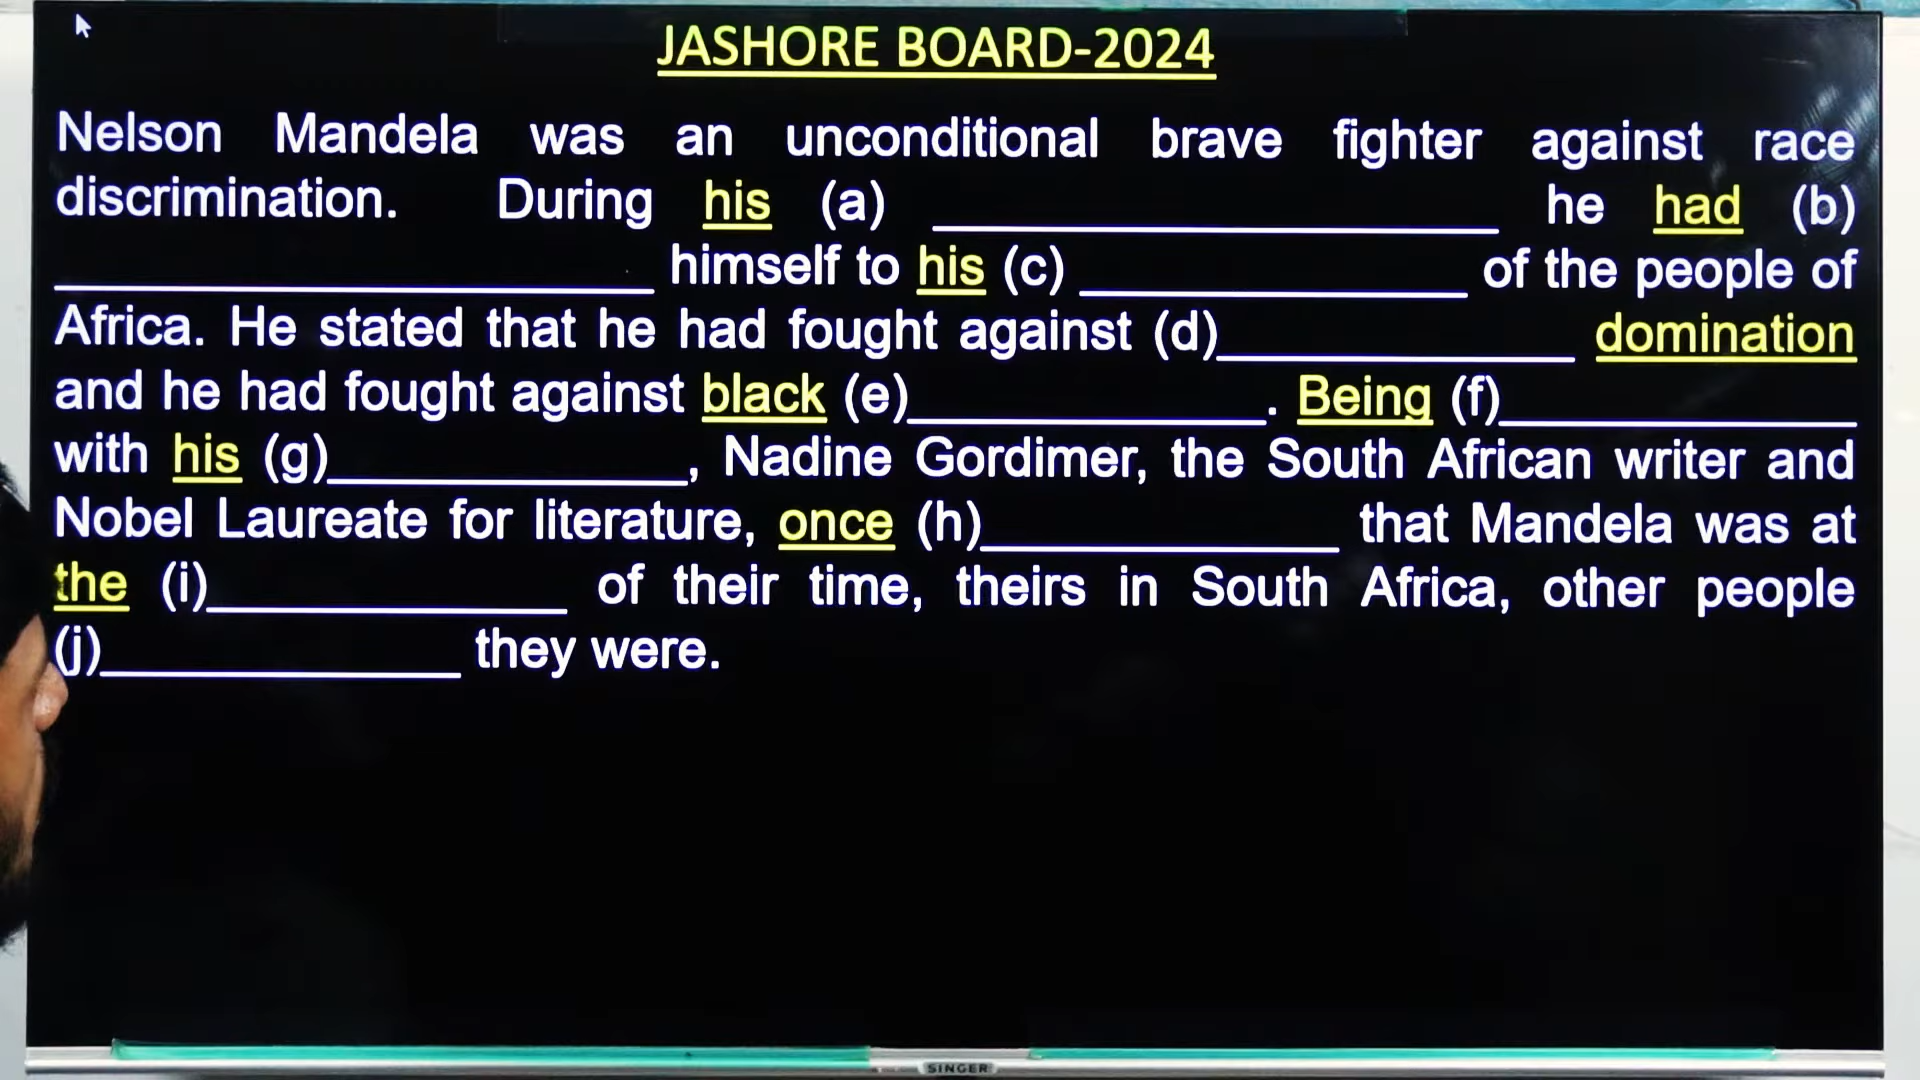 JASHORE BOARD-2024
Nelson Mandela was an unconditional brave fighter against race
discrimination. During his (a) ____________ he had (b)
____________ himself to his (c) ____________ of the people of
Africa. He stated that he had fought against (d)____________ domination
and he had fought against black (e)____________. Being (f)____________
with his (g)____________, Nadine Gordimer, the South African writer and
Nobel Laureate for literature, once (h)____________ that Mandela was at
the (i)____________ of their time, theirs in South Africa, other people
(j)____________ they were.
SINGER